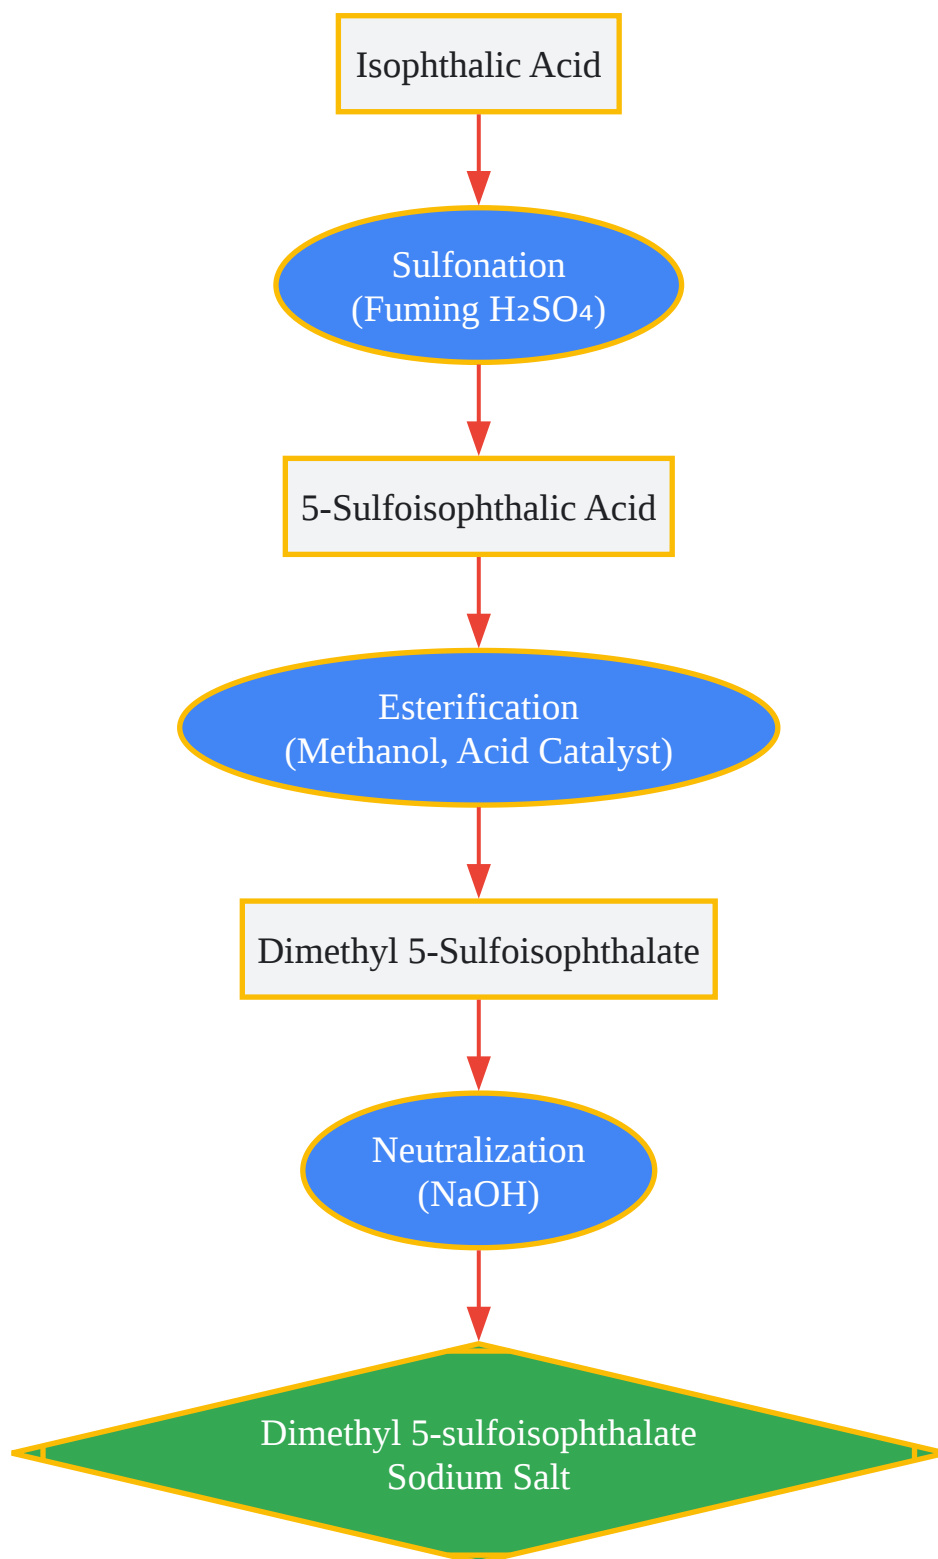 Isophthalic Acid
Sulfonation
(Fuming H₂SO₄)
5-Sulfoisophthalic Acid
Esterification
(Methanol, Acid Catalyst)
Dimethyl 5-Sulfoisophthalate
Neutralization
(NaOH)
Dimethyl 5-sulfoisophthalate
Sodium Salt